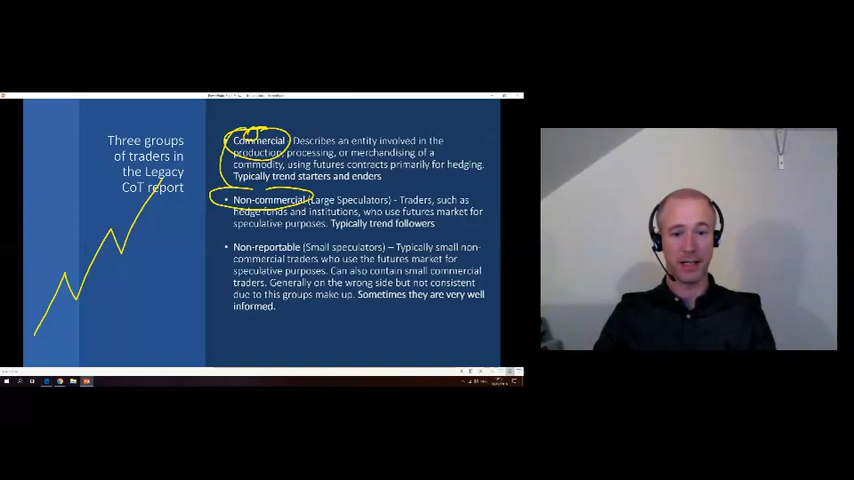 Three groups
of traders in
the Legacy
CoT report
• Commercial - Describes an entity involved in the
production, processing, or merchandising of a
commodity, using futures contracts primarily for hedging.
Typically trend starters and enders
• Non-commercial (Large Speculators) - Traders, such as
hedge funds and institutions, who use futures market for
speculative purposes. Typically trend followers
• Non-reportable (Small speculators) – Typically small non-
commercial traders who use the futures market for
speculative purposes. Can also contain small commercial
traders. Generally on the wrong side but not consistent
due to this groups make up. Sometimes they are very well
informed.